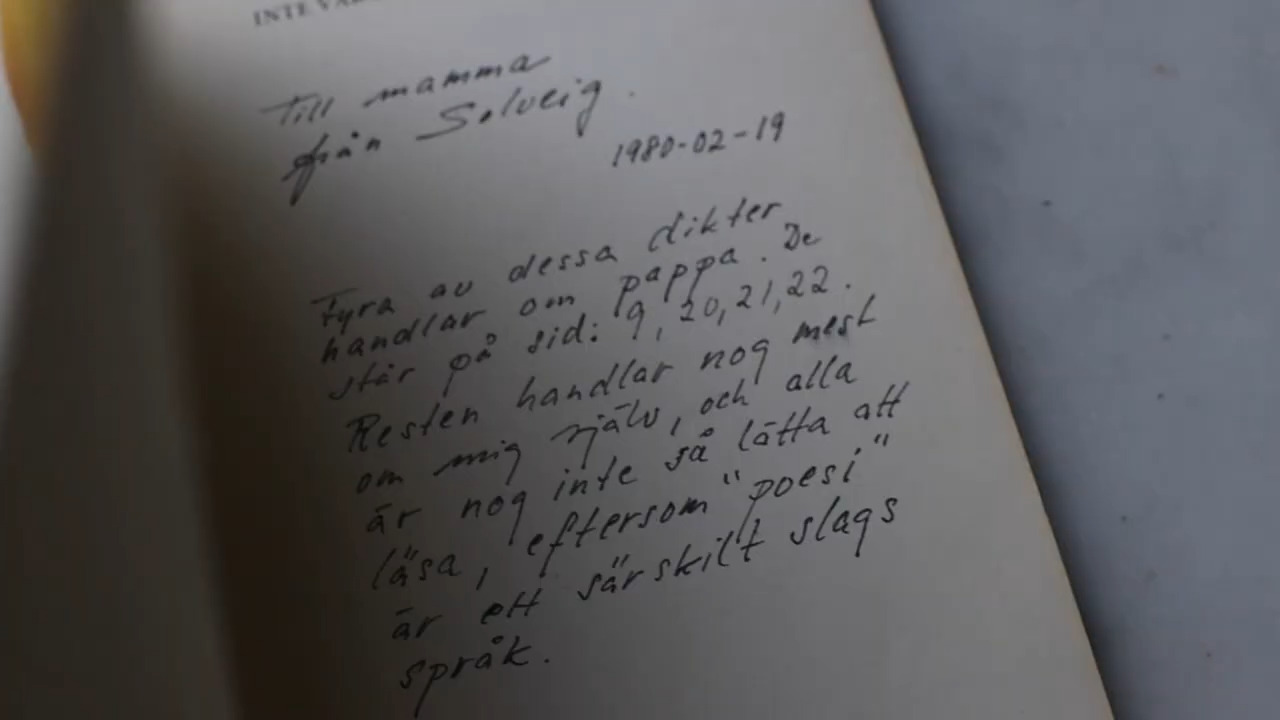 INTE VAR
Till mamma
från Solveig.
1980-02-19
Fyra av dessa dikter
handlar om pappa. De
står på sid: 9, 20, 21, 22.
Resten handlar nog mest
om mig själv, och alla
är nog inte så lätta att
läsa, eftersom "poesi"
är ett särskilt slags
språk.